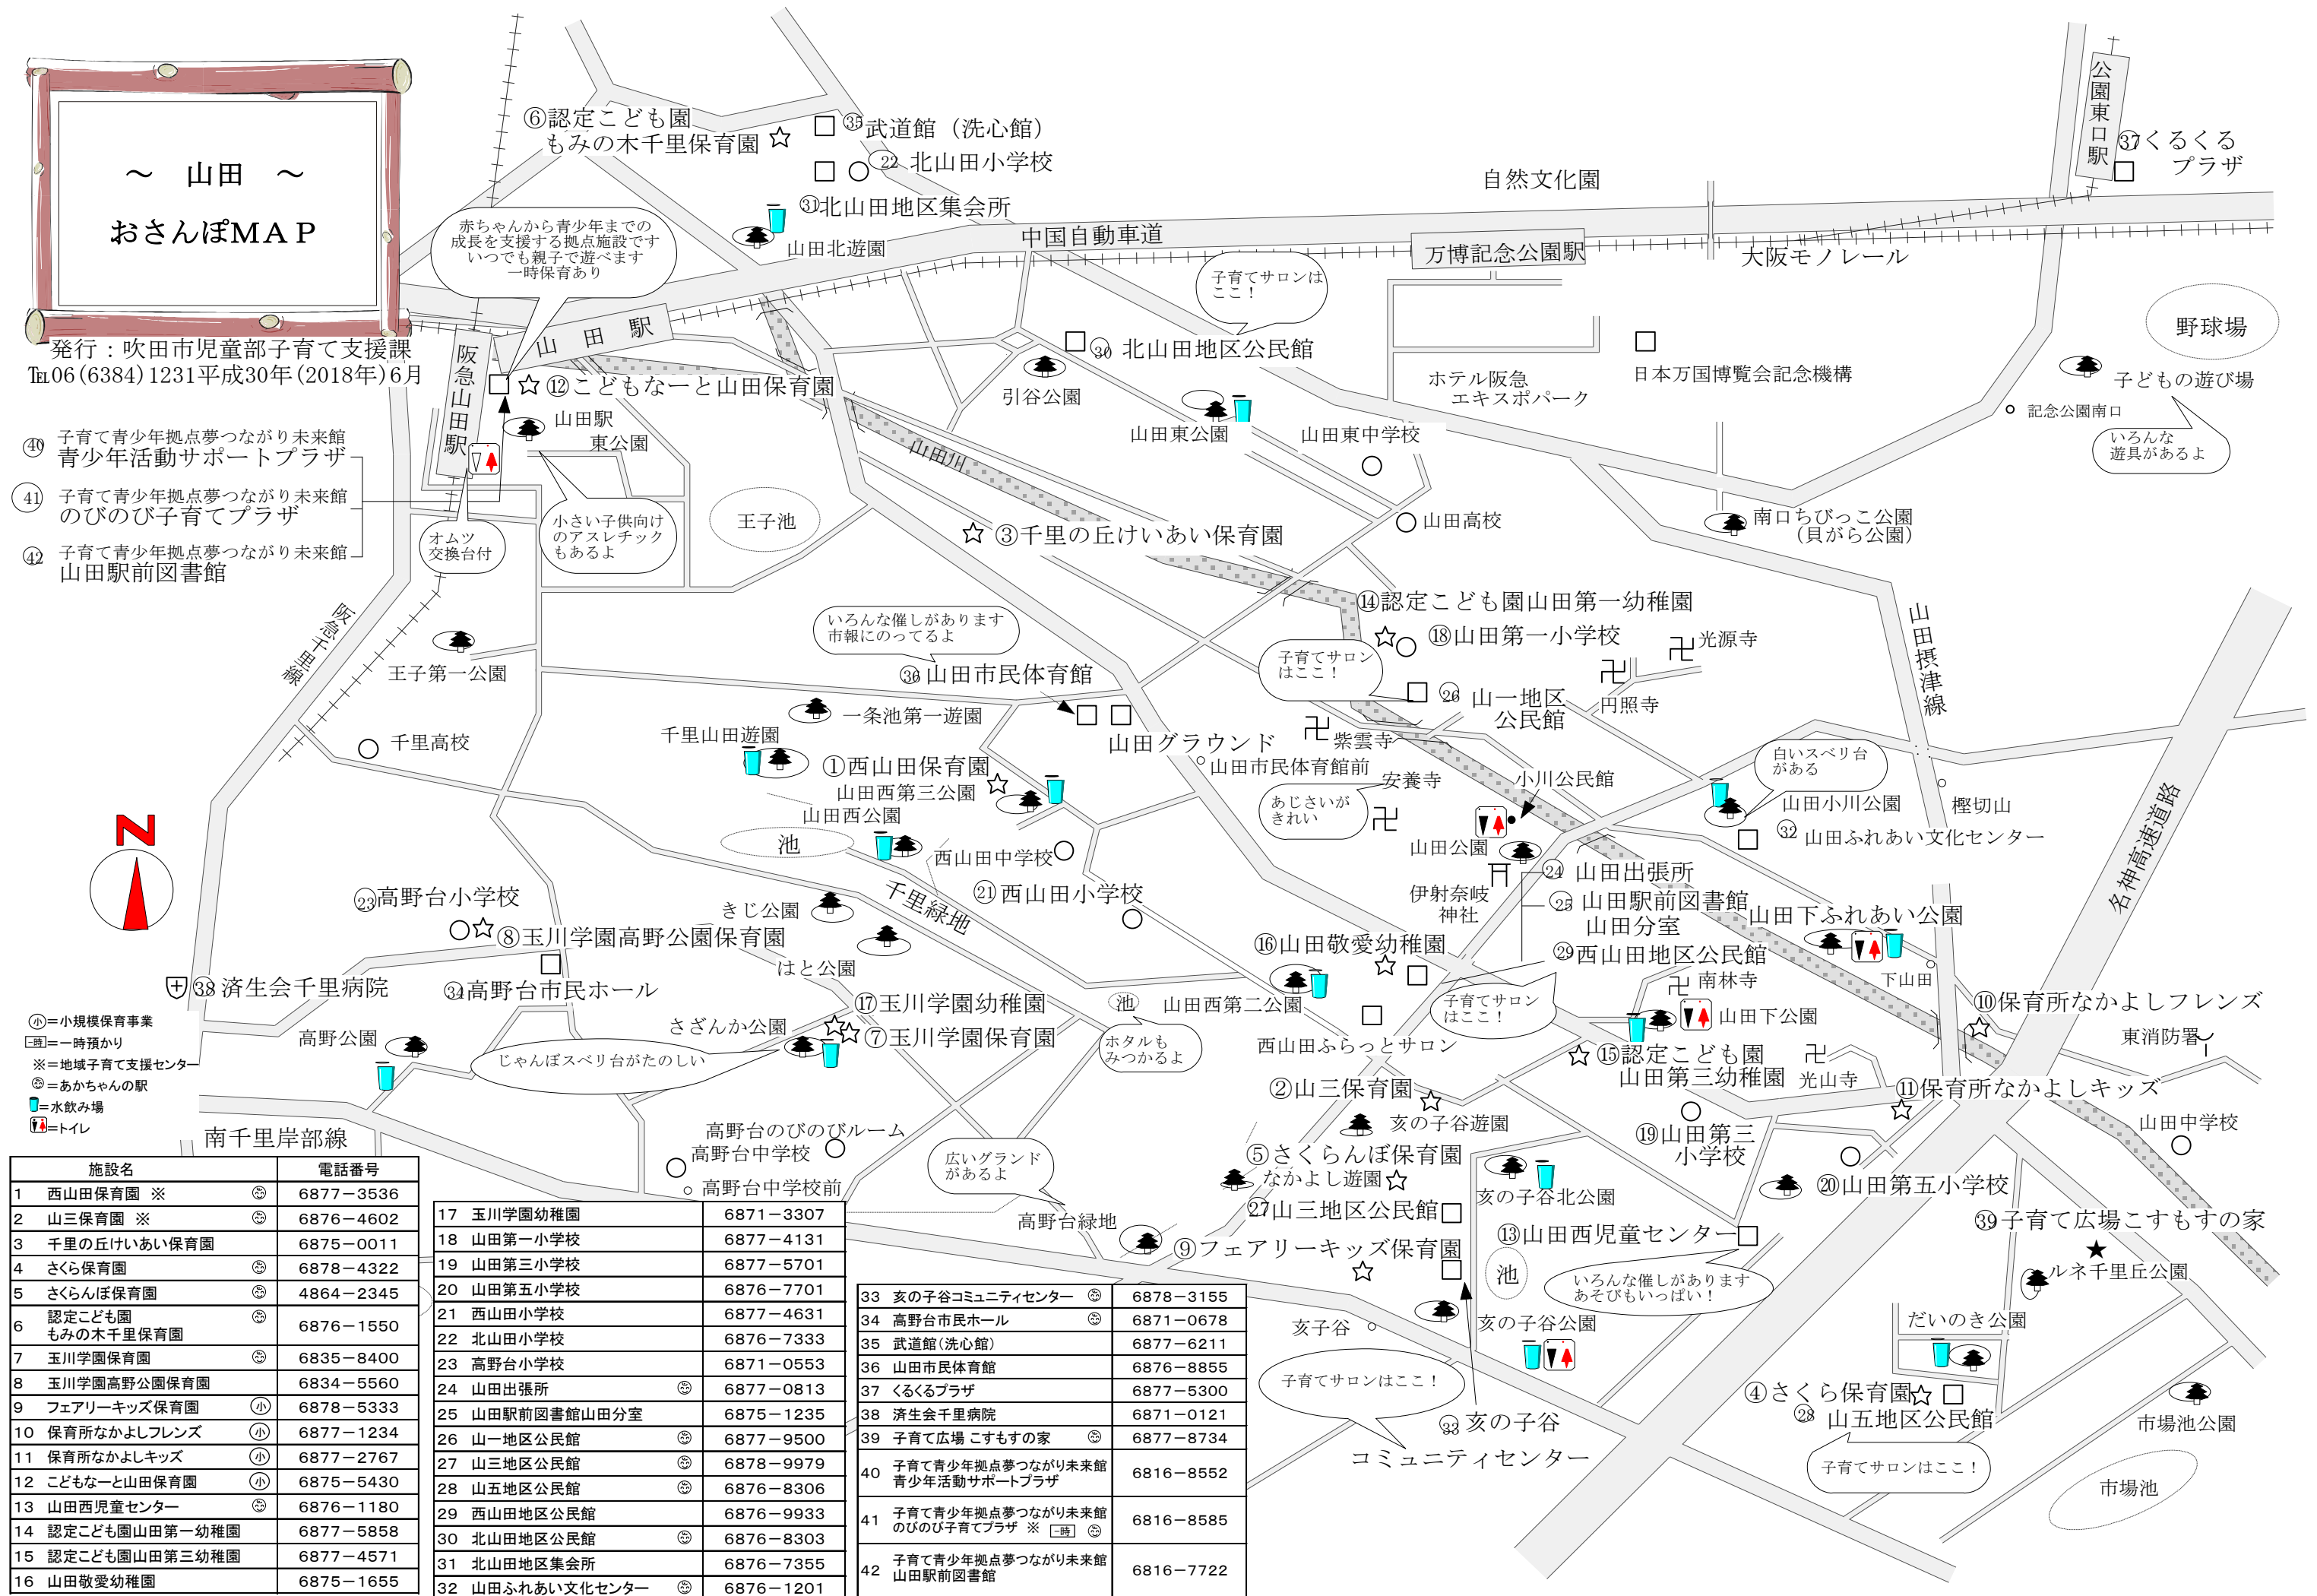 ～ 山田 ～
おさんぽMAP
発行：吹田市児童部子育て支援課
℡06(6384)1231平成30年(2018年)6月
㊵ 子育て青少年拠点夢つながり未来館
青少年活動サポートプラザ
㊶ 子育て青少年拠点夢つながり未来館
のびのび子育てプラザ
㊷ 子育て青少年拠点夢つながり未来館
山田駅前図書館
⑥認定こども園
もみの木千里保育園
㉟武道館（洗心館）
㉒北山田小学校
㉛北山田地区集会所
山田北遊園
赤ちゃんから青少年までの
成長を支援する拠点施設です
いつでも親子で遊べます
一時保育あり
中国自動車道
自然文化園
万博記念公園駅
大阪モノレール
公園東口駅
㊲くるくる
プラザ
野球場
子どもの遊び場
記念公園南口
いろんな
遊具があるよ
山田駅
阪急山田駅
⑫こどもなーと山田保育園
山田駅
東公園
オムツ
交換台付
小さい子供向け
のアスレチック
もあるよ
王子池
山田川
子育てサロンは
ここ！
㉚ 北山田地区公民館
引谷公園
山田東公園
山田東中学校
ホテル阪急
エキスポパーク
日本万国博覧会記念機構
③千里の丘けいあい保育園
山田高校
南口ちびっこ公園
（貝がら公園）
阪急千里線
王子第一公園
千里高校
いろんな催しがあります
市報にのってるよ
㊱山田市民体育館
一条池第一遊園
千里山田遊園
山田グラウンド
山田市民体育館前
⑭認定こども園山田第一幼稚園
⑱山田第一小学校
子育てサロン
はここ！
㉖ 山一地区
公民館
光源寺
円照寺
紫雲寺
山田摂津線
①西山田保育園
山田西第三公園
山田西公園
池
西山田中学校
㉑西山田小学校
千里緑地
安養寺
あじさいが
きれい
小川公民館
山田公園
伊射奈岐
神社
白いスベリ台
がある
山田小川公園
樫切山
㉜ 山田ふれあい文化センター
名神高速道路
㉔ 山田出張所
㉕ 山田駅前図書館
山田分室
山田下ふれあい公園
㉙西山田地区公民館
⑯山田敬愛幼稚園
子育てサロン
はここ！
南林寺
山田下公園
下山田
N
㉓高野台小学校
⑧玉川学園高野公園保育園
きじ公園
はと公園
㊳済生会千里病院
㉞高野台市民ホール
高野公園
さざんか公園
じゃんぼスベリ台がたのしい
⑰玉川学園幼稚園
⑦玉川学園保育園
池
ホタルも
みつかるよ
山田西第二公園
西山田ふらっとサロン
⑩保育所なかよしフレンズ
東消防署
⑮認定こども園
山田第三幼稚園
光山寺
⑪保育所なかよしキッズ
②山三保育園
亥の子谷遊園
⑲山田第三
小学校
山田中学校
⑳山田第五小学校
⑤さくらんぼ保育園
なかよし遊園
亥の子谷北公園
㉗山三地区公民館
⑬山田西児童センター
いろんな催しがあります
あそびもいっぱい！
㊴子育て広場こすもすの家
ルネ千里丘公園
高野台のびのびルーム
高野台中学校
高野台中学校前
広いグランド
があるよ
高野台緑地
⑨フェアリーキッズ保育園
池
亥子谷
亥の子谷公園
だいのき公園
子育てサロンはここ！
㉝亥の子谷
コミュニティセンター
④さくら保育園
㉘ 山五地区公民館
子育てサロンはここ！
市場池公園
市場池
㊙小＝小規模保育事業
一時＝一時預かり
※＝地域子育て支援センター
＝あかちゃんの駅
＝水飲み場
＝トイレ
南千里岸部線
施設名 電話番号
1 西山田保育園 ※ 6877－3536
2 山三保育園 ※ 6876－4602
3 千里の丘けいあい保育園 6875－0011
4 さくら保育園 6878－4322
5 さくらんぼ保育園 4864－2345
6 認定こども園
もみの木千里保育園 6876－1550
7 玉川学園保育園 6835－8400
8 玉川学園高野公園保育園 6834－5560
9 フェアリーキッズ保育園 小 6878－5333
10 保育所なかよしフレンズ 小 6877－1234
11 保育所なかよしキッズ 小 6877－2767
12 こどもなーと山田保育園 小 6875－5430
13 山田西児童センター 6876－1180
14 認定こども園山田第一幼稚園 6877－5858
15 認定こども園山田第三幼稚園 6877－4571
16 山田敬愛幼稚園 6875－1655
17 玉川学園幼稚園 6871－3307
18 山田第一小学校 6877－4131
19 山田第三小学校 6877－5701
20 山田第五小学校 6876－7701
21 西山田小学校 6877－4631
22 北山田小学校 6876－7333
23 高野台小学校 6871－0553
24 山田出張所 6877－0813
25 山田駅前図書館山田分室 6875－1235
26 山一地区公民館 6877－9500
27 山三地区公民館 6878－9979
28 山五地区公民館 6876－8306
29 西山田地区公民館 6876－9933
30 北山田地区公民館 6876－8303
31 北山田地区集会所 6876－7355
32 山田ふれあい文化センター 6876－1201
33 亥の子谷コミュニティセンター 6878－3155
34 高野台市民ホール 6871－0678
35 武道館（洗心館） 6877－6211
36 山田市民体育館 6876－8855
37 くるくるプラザ 6877－5300
38 済生会千里病院 6871－0121
39 子育て広場 こすもすの家 6877－8734
40 子育て青少年拠点夢つながり未来館
青少年活動サポートプラザ 6816－8552
41 子育て青少年拠点夢つながり未来館
のびのび子育てプラザ ※ 一時 6816－8585
42 子育て青少年拠点夢つながり未来館
山田駅前図書館 6816－7722